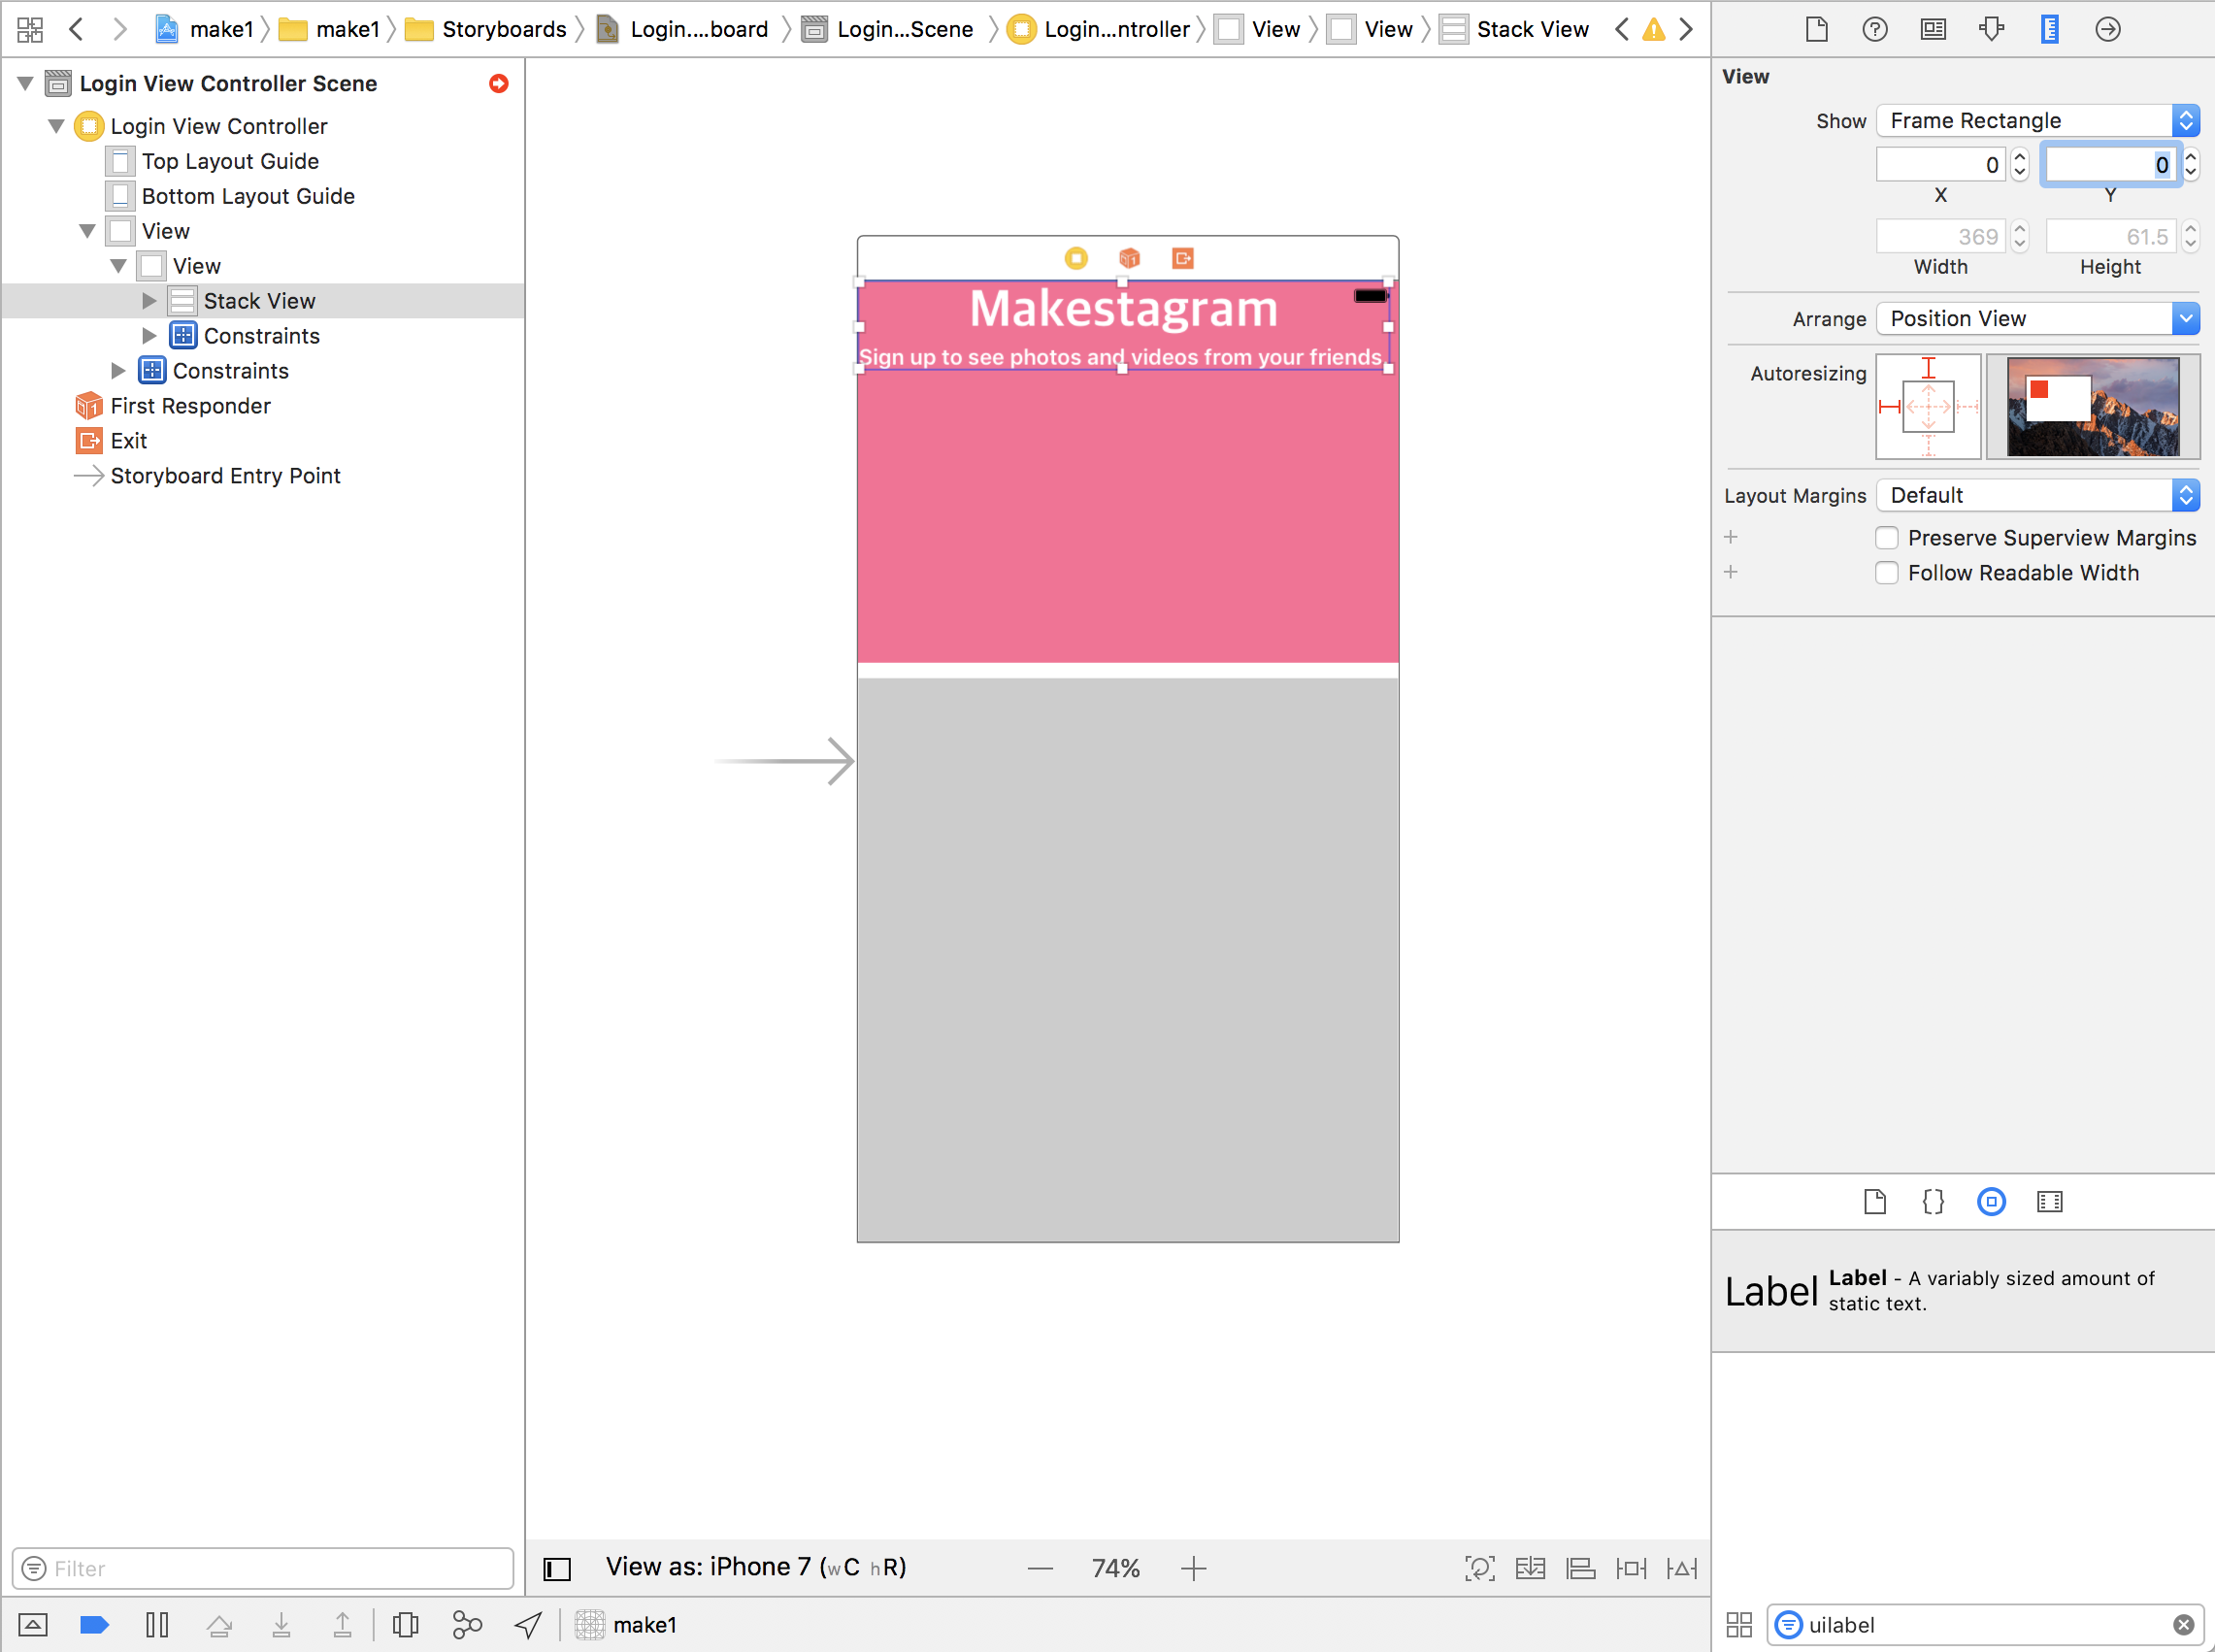 make1 make1 Storyboards Login....board Login...Scene Login...ntroller View View Stack View
Login View Controller Scene
Login View Controller
Top Layout Guide
Bottom Layout Guide
View
View
Stack View
Constraints
Constraints
First Responder
Exit
Storyboard Entry Point
Filter
Makestagram
Sign up to see photos and videos from your friends.
View as: iPhone 7 (wC hR)
74%
make1
View
Show Frame Rectangle
0 0
X Y
369 61.5
Width Height
Arrange Position View
Autoresizing
Layout Margins Default
Preserve Superview Margins
Follow Readable Width
Label Label - A variably sized amount of
static text.
uilabel